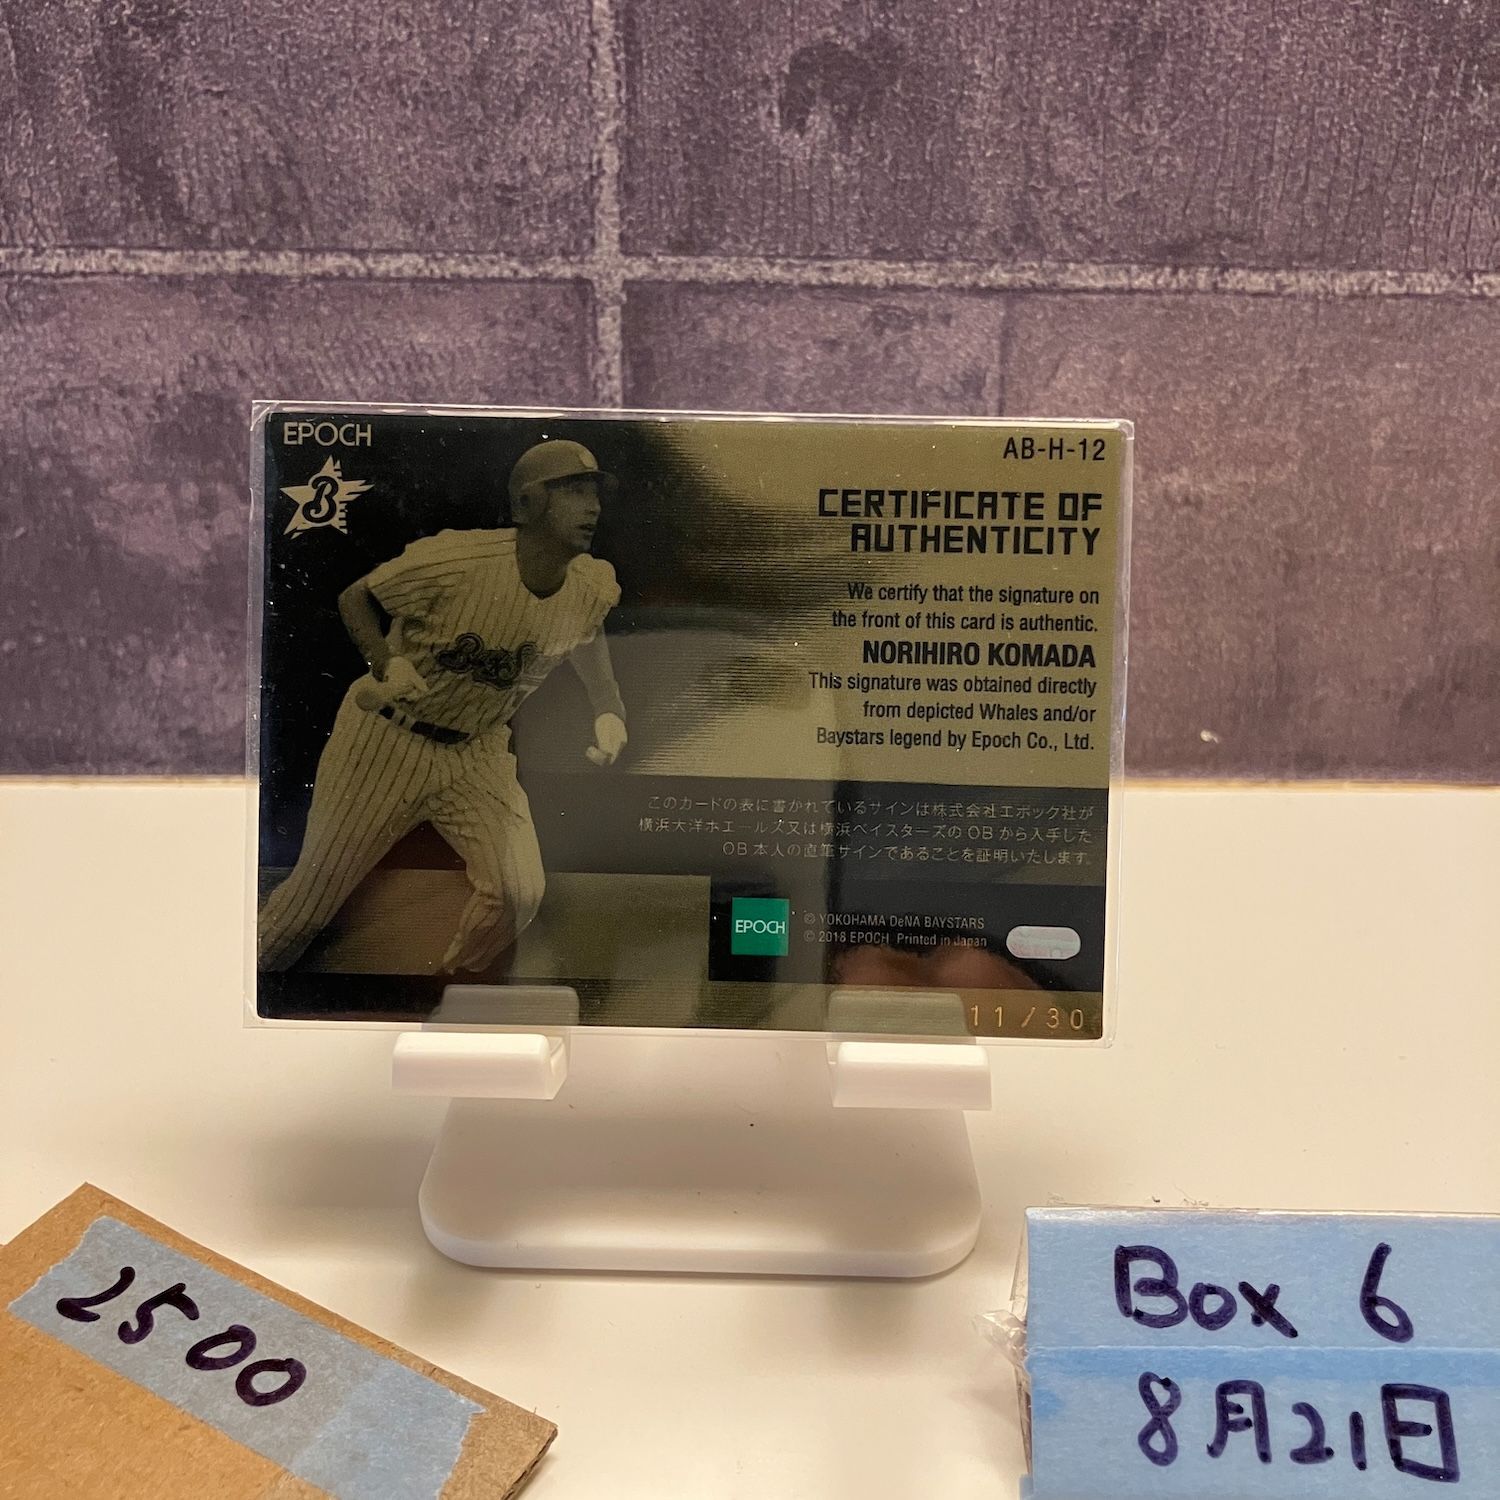 EPOCH
B
AB-H-12
CERTIFICATE OF
AUTHENTICITY
We certify that the signature on
the front of this card is authentic.
NORIHIRO KOMADA
This signature was obtained directly
from depicted Whales and/or
Baystars legend by Epoch Co., Ltd.
このカードの表に書かれているサインは株式会社エポック社が
横浜大洋ホエールズ又は横浜ベイスターズのOBから入手した
OB本人の直筆サインであることを証明いたします。
EPOCH
© YOKOHAMA DeNA BAYSTARS
© 2018 EPOCH Printed in Japan
11/30
2500
Box 6
8月21日